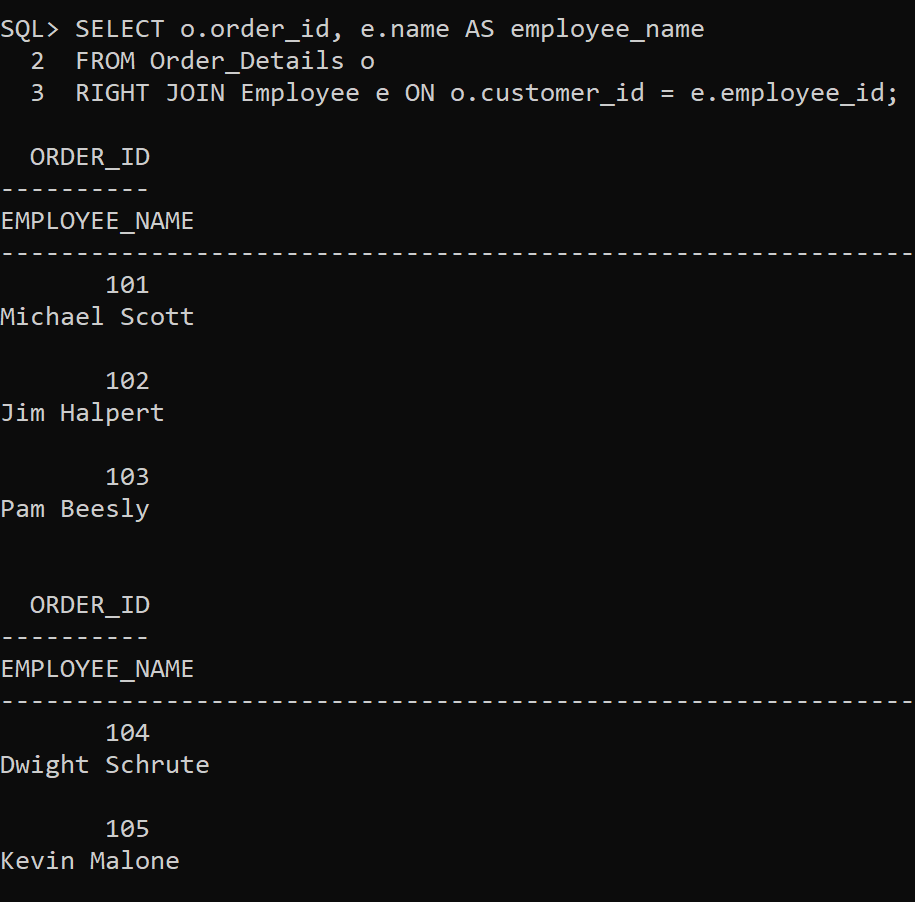 SQL> SELECT o.order_id, e.name AS employee_name
  2  FROM Order_Details o
  3  RIGHT JOIN Employee e ON o.customer_id = e.employee_id;

  ORDER_ID
----------
EMPLOYEE_NAME
-------------------------------------------------------------
       101
Michael Scott

       102
Jim Halpert

       103
Pam Beesly


  ORDER_ID
----------
EMPLOYEE_NAME
-------------------------------------------------------------
       104
Dwight Schrute

       105
Kevin Malone